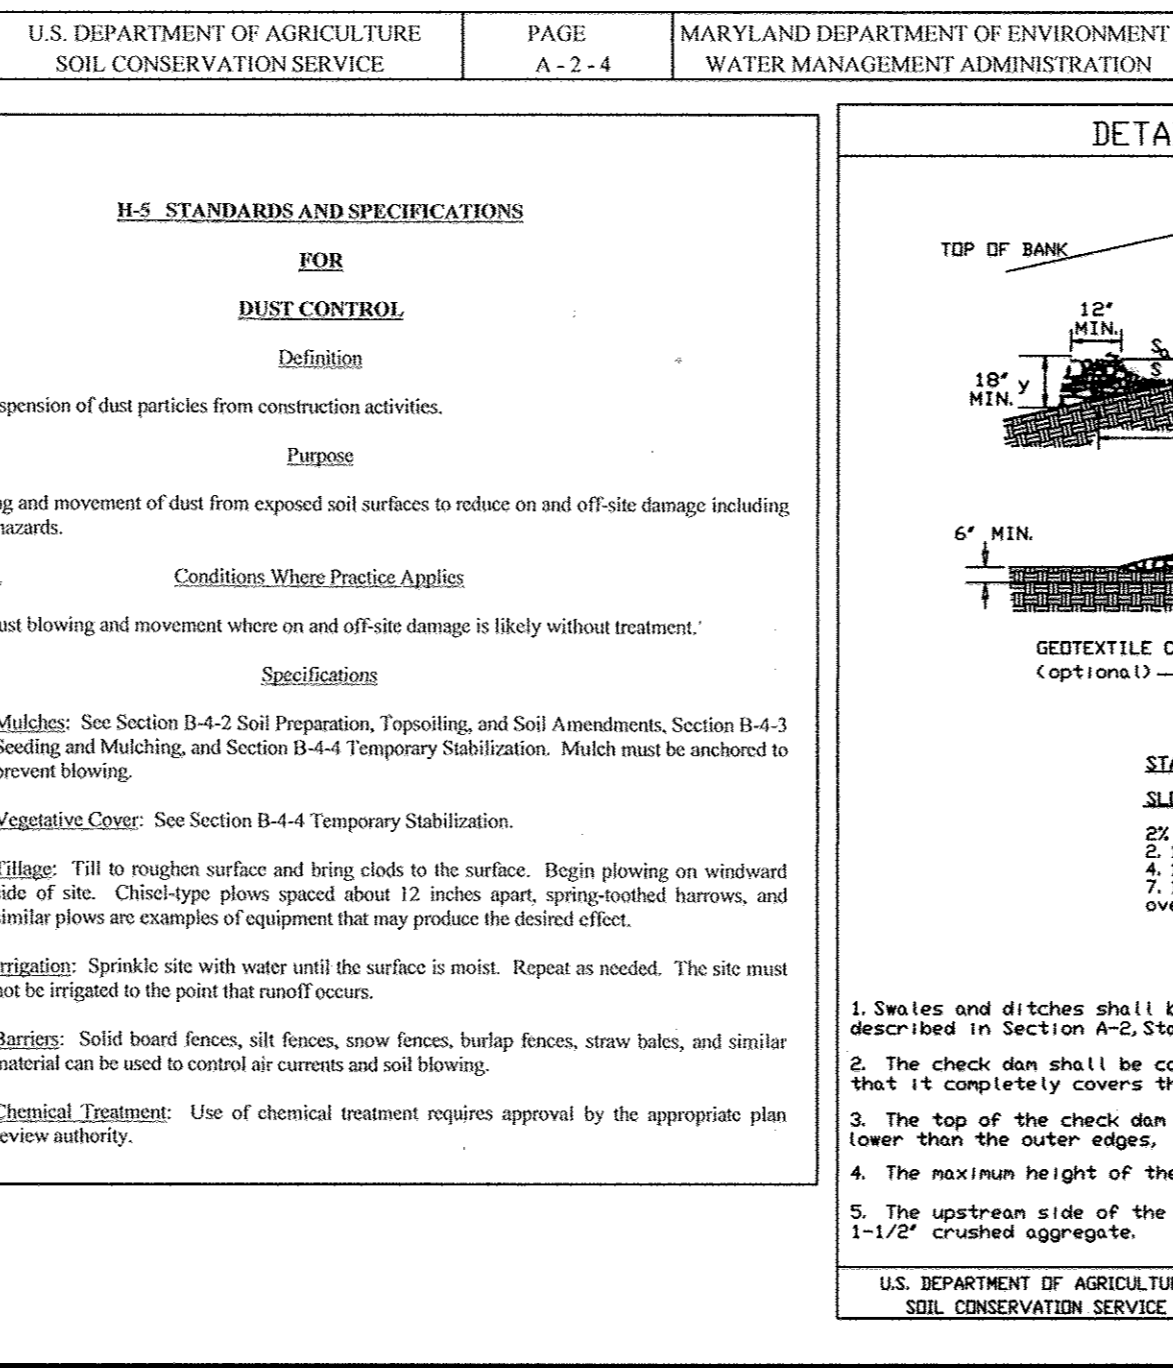 U.S. DEPARTMENT OF AGRICULTURE
SOIL CONSERVATION SERVICE
PAGE
A - 2 - 4
MARYLAND DEPARTMENT OF ENVIRONMENT
WATER MANAGEMENT ADMINISTRATION
H-5 STANDARDS AND SPECIFICATIONS
FOR
DUST CONTROL
Definition
spension of dust particles from construction activities.
Purpose
g and movement of dust from exposed soil surfaces to reduce on and off-site damage including
hazards.
Conditions Where Practice Applies
ust blowing and movement where on and off-site damage is likely without treatment.
Specifications
Mulches: See Section B-4-2 Soil Preparation, Topsoiling, and Soil Amendments, Section B-4-3
Seeding and Mulching, and Section B-4-4 Temporary Stabilization. Mulch must be anchored to
prevent blowing.
Vegetative Cover: See Section B-4-4 Temporary Stabilization.
Tillage: Till to roughen surface and bring clods to the surface. Begin plowing on windward
side of site. Chisel-type plows spaced about 12 inches apart, spring-toothed harrows, and
similar plows are examples of equipment that may produce the desired effect.
Irrigation: Sprinkle site with water until the surface is moist. Repeat as needed. The site must
not be irrigated to the point that runoff occurs.
Barriers: Solid board fences, silt fences, snow fences, burlap fences, straw bales, and similar
material can be used to control air currents and soil blowing.
Chemical Treatment: Use of chemical treatment requires approval by the appropriate plan
review authority.
DETA
TOP OF BANK
12"
MIN.
18" y
MIN.
6" MIN.
GEOTEXTILE C
(optional)
STA
SLO
2%
2.
4.
7.
ove
1. Swales and ditches shall b
described in Section A-2, Sta
2. The check dam shall be co
that it completely covers th
3. The top of the check dam
lower than the outer edges,
4. The maximum height of the
5. The upstream side of the
1-1/2" crushed aggregate.
U.S. DEPARTMENT OF AGRICULTUR
SOIL CONSERVATION SERVICE